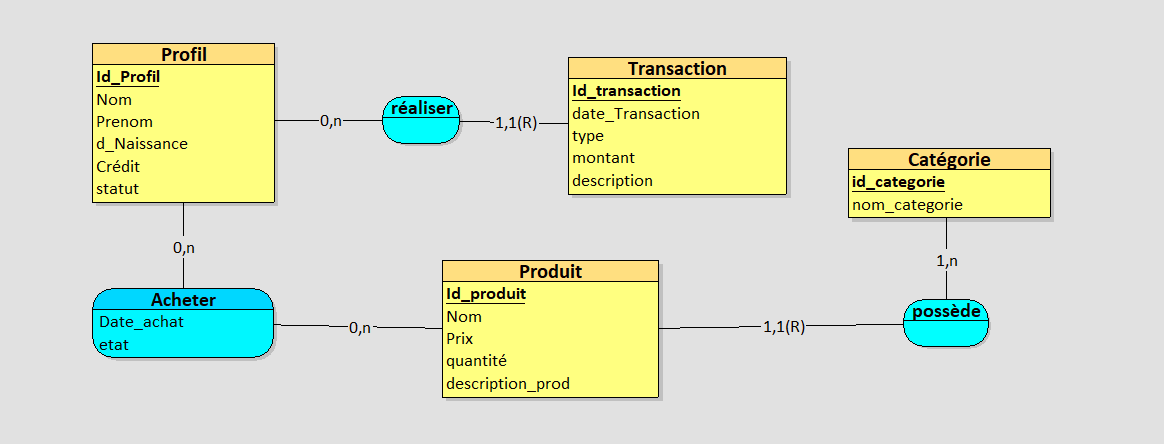 Profil
Id_Profil
Nom
Prenom
d_Naissance
Crédit
statut
0,n
réaliser
1,1(R)
Transaction
Id_transaction
date_Transaction
type
montant
description
Catégorie
id_categorie
nom_categorie
0,n
1,n
Acheter
Date_achat
etat
0,n
Produit
Id_produit
Nom
Prix
quantité
description_prod
1,1(R)
possède